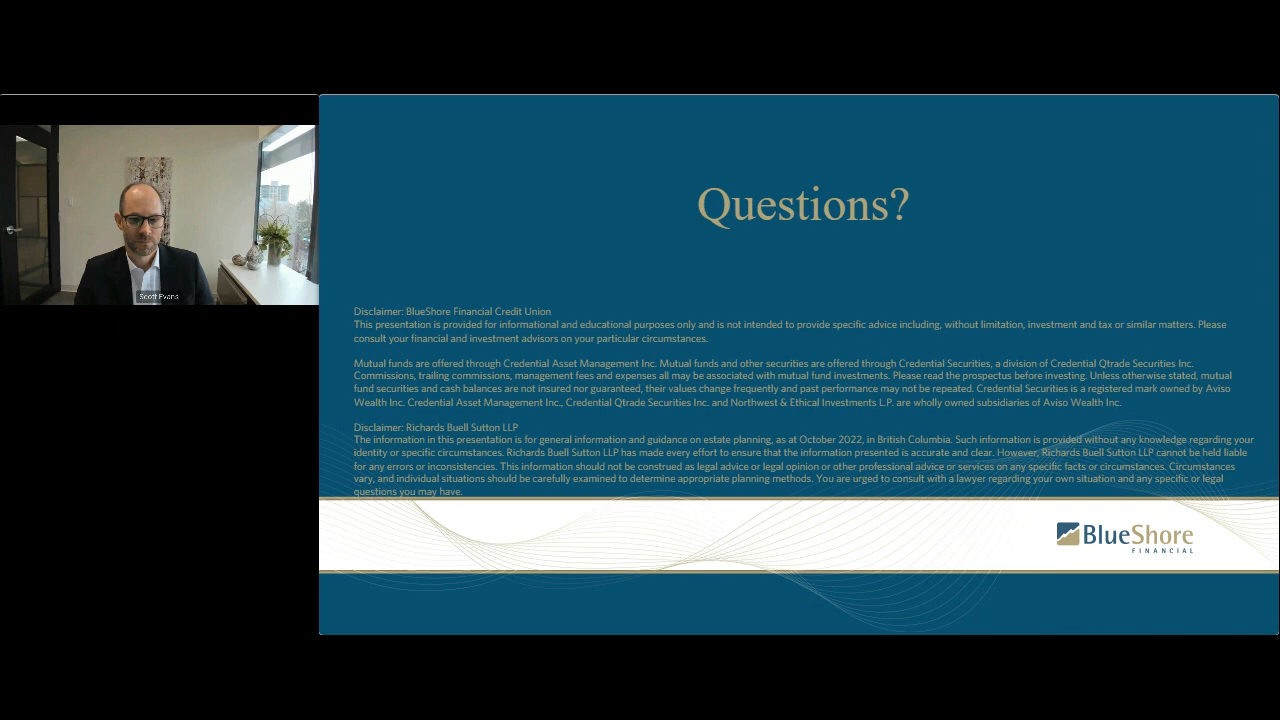 Scott Evans
Questions?
Disclaimer: BlueShore Financial Credit Union
This presentation is provided for informational and educational purposes only and is not intended to provide specific advice including, without limitation, investment and tax or similar matters. Please
consult your financial and investment advisors on your particular circumstances.
Mutual funds are offered through Credential Asset Management Inc. Mutual funds and other securities are offered through Credential Securities, a division of Credential Qtrade Securities Inc.
Commissions, trailing commissions, management fees and expenses all may be associated with mutual fund investments. Please read the prospectus before investing. Unless otherwise stated, mutual
fund securities and cash balances are not insured nor guaranteed, their values change frequently and past performance may not be repeated. Credential Securities is a registered mark owned by Aviso
Wealth Inc. Credential Asset Management Inc., Credential Qtrade Securities Inc. and Northwest & Ethical Investments L.P. are wholly owned subsidiaries of Aviso Wealth Inc.
Disclaimer: Richards Buell Sutton LLP
The information in this presentation is for general information and guidance on estate planning, as at October 2022, in British Columbia. Such information is provided without any knowledge regarding your
identity or specific circumstances. Richards Buell Sutton LLP has made every effort to ensure that the information presented is accurate and clear. However, Richards Buell Sutton LLP cannot be held liable
for any errors or inconsistencies. This information should not be construed as legal advice or legal opinion or other professional advice or services on any specific facts or circumstances. Circumstances
vary, and individual situations should be carefully examined to determine appropriate planning methods. You are urged to consult with a lawyer regarding your own situation and any specific or legal
questions you may have.
BlueShore
FINANCIAL